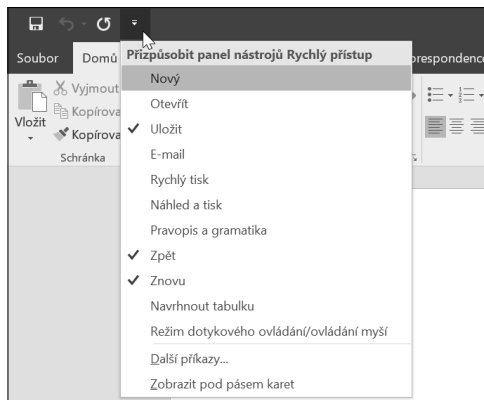 Soubor
Domů
orespondence
Přizpůsobit panel nástrojů Rychlý přístup
Nový
Otevřít
Uložit
E-mail
Rychlý tisk
Náhled a tisk
Pravopis a gramatika
Zpět
Znovu
Navrhnout tabulku
Režim dotykového ovládání/ovládání myší
Další příkazy...
Zobrazit pod pásem karet
Vložit
Vyjmout
Kopírova
Kopírova
Schránka